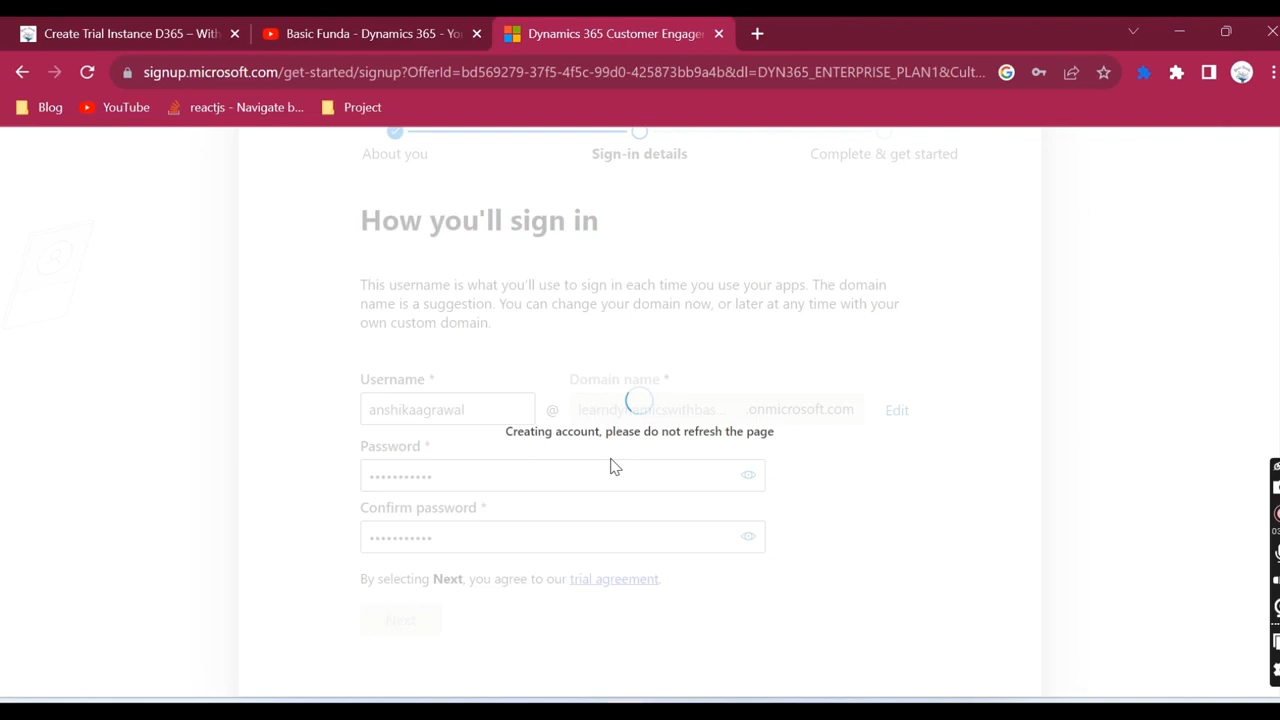 Create Trial Instance D365 – With
Basic Funda - Dynamics 365 - Yo
Dynamics 365 Customer Engage
signup.microsoft.com/get-started/signup?OfferId=bd569279-37f5-4f5c-99d0-425873bb9a4b&dl=DYN365_ENTERPRISE_PLAN1&Cult...
Blog
YouTube
reactjs - Navigate b...
Project
About you
Sign-in details
Complete & get started
How you'll sign in
This username is what you'll use to sign in each time you use your apps. The domain
name is a suggestion. You can change your domain now, or later at any time with your
own custom domain.
Username *
Domain name *
anshikaagrawal
@
learndynamicswithbas...
.onmicrosoft.com
Edit
Creating account, please do not refresh the page
Password *
Confirm password *
By selecting Next, you agree to our trial agreement.
Next